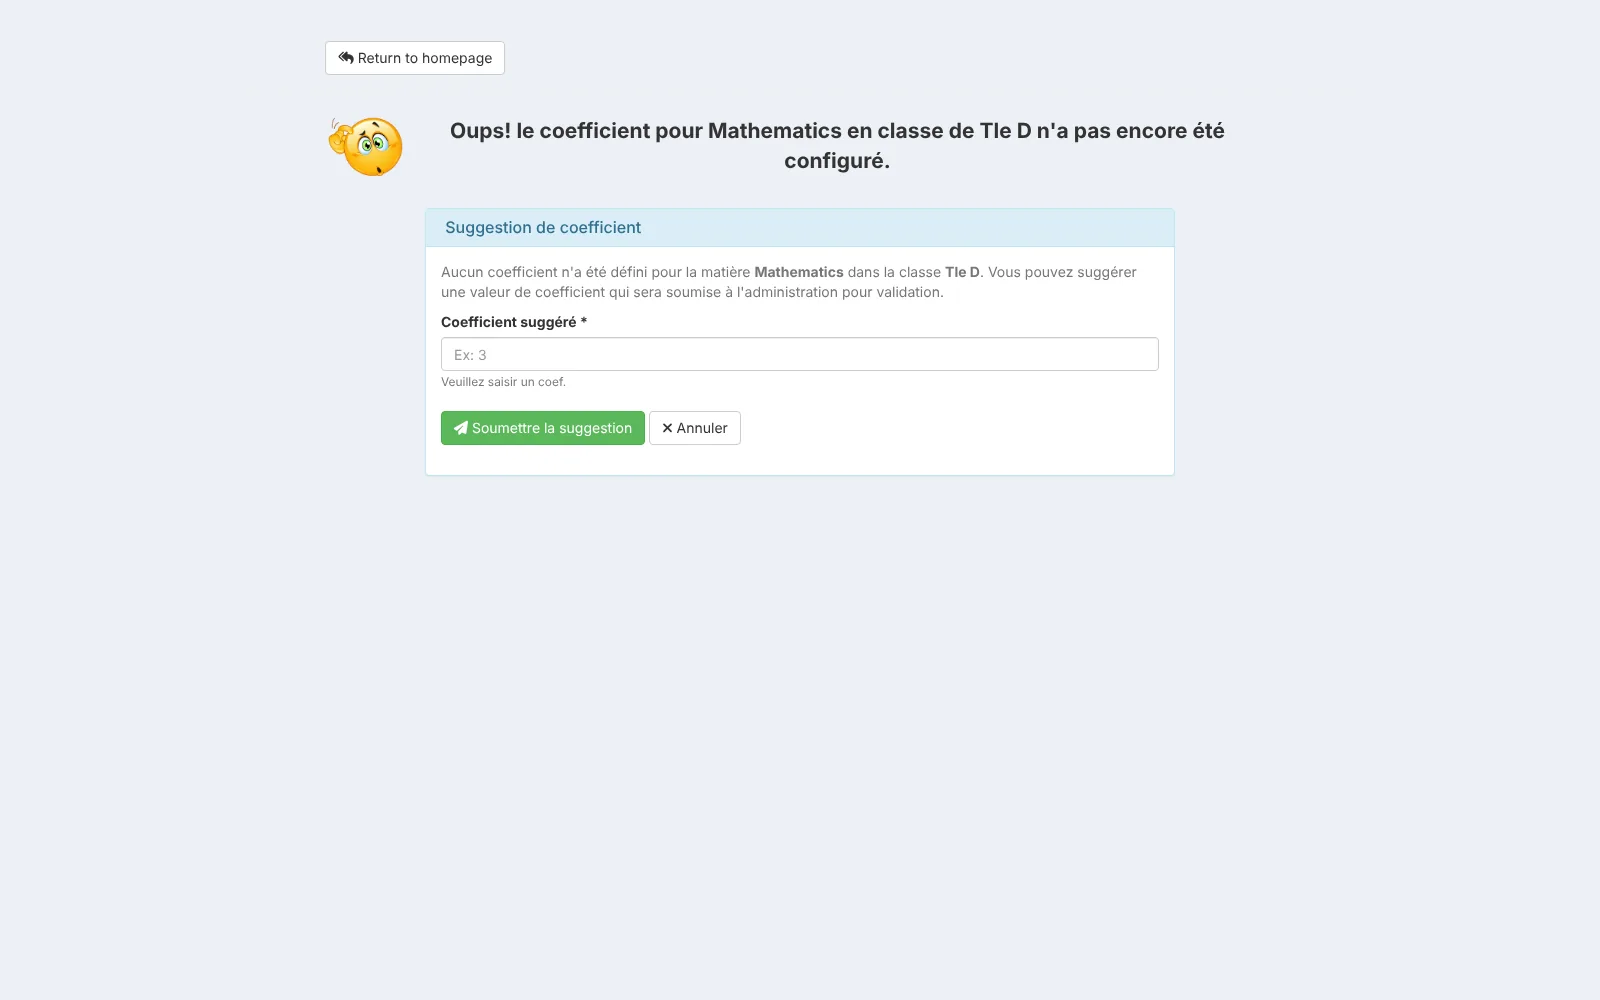 Return to homepage
Oups! le coefficient pour Mathematics en classe de Tle D n'a pas encore été
configuré.
Suggestion de coefficient
Aucun coefficient n'a été défini pour la matière Mathematics dans la classe Tle D. Vous pouvez suggérer
une valeur de coefficient qui sera soumise à l'administration pour validation.
Coefficient suggéré *
Ex: 3
Veuillez saisir un coef.
Soumettre la suggestion
Annuler